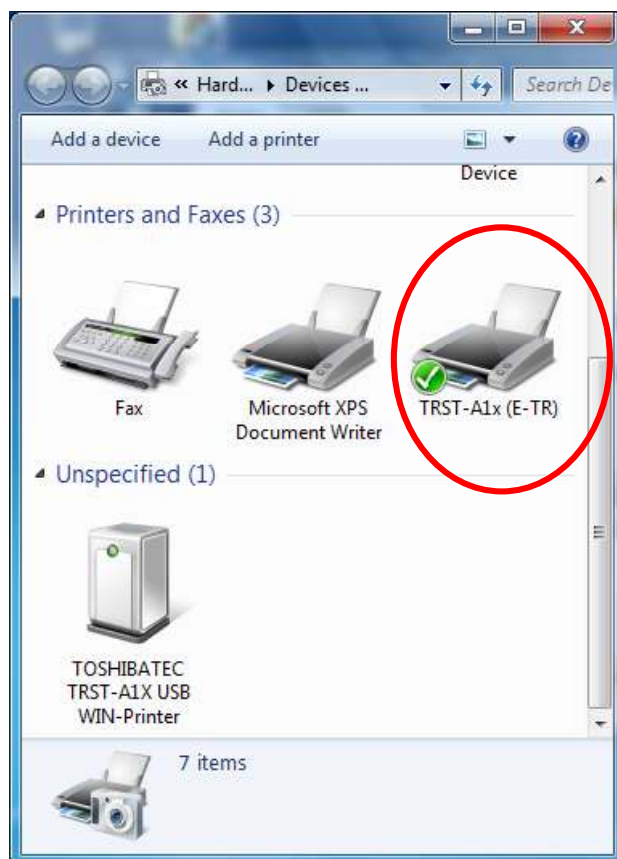 « Hard... ▸ Devices ...
Search De
Add a device Add a printer
Device
Printers and Faxes (3)
Fax
Microsoft XPS
Document Writer
TRST-A1x (E-TR)
Unspecified (1)
TOSHIBATEC
TRST-A1X USB
WIN-Printer
7 items